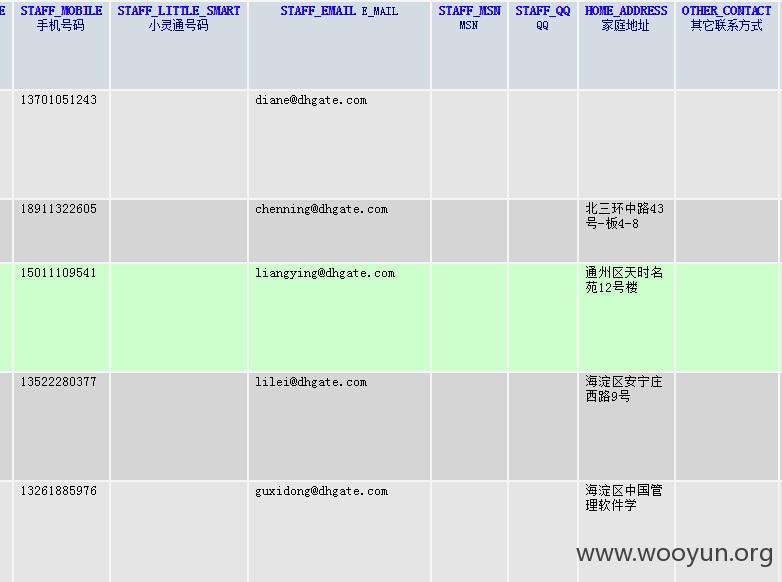 E STAFF_MOBILE STAFF_LITTLE_SMART STAFF_EMAIL E_MAIL STAFF_MSN STAFF_QQ HOME_ADDRESS OTHER_CONTACT
手机号码 小灵通号码 MSN QQ 家庭地址 其它联系方式
13701051243 diane@dhgate.com
18911322605 chenning@dhgate.com 北三环中路43
号-板4-8
15011109541 liangying@dhgate.com 通州区天时名
苑12号楼
13522280377 lilei@dhgate.com 海淀区安宁庄
西路9号
13261885976 guxidong@dhgate.com 海淀区中国管
理软件学
www.wooyun.org